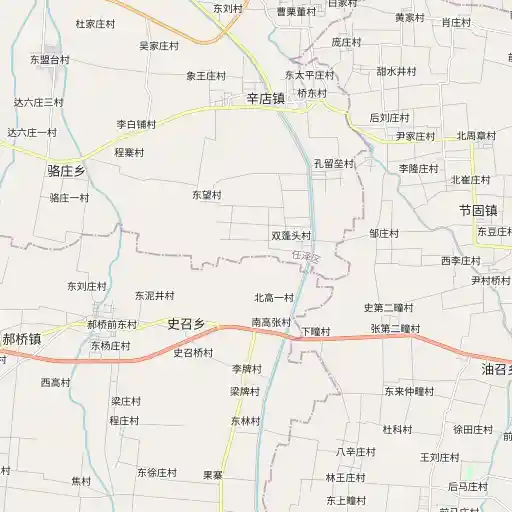 白家村
东刘村
曹栗董村
黄家村
杜家庄村
肖庄村
吴家庄村
庞庄村
东盟台村
象王庄村
东太平庄村
甜水井村
桥东村
辛店镇
达六庄三村
李白铺村
后刘庄村
达六庄一村
尹家庄村
北周章村
程寨村
孔留垒村
骆庄乡
李隆庄村
北崔庄村
骆庄一村
东望村
节固镇
双蓬头村
邹庄村
东豆庄村
任泽区
西李庄村
尹村桥村
东刘庄村
东泥井村
北高一村
史第二疃村
郝桥前东村
史召乡
南高张村
下疃村
张第二疃村
郝桥镇
东杨庄村
史召桥村
油召乡
李牌村
西高村
梁牌村
东来仲疃村
梁庄村
程庄村
东林村
杜科村
徐田庄村
八辛庄村
王刘庄村
东徐庄村
果寨
林王庄村
焦村
后马庄村
东上疃村
前马庄村